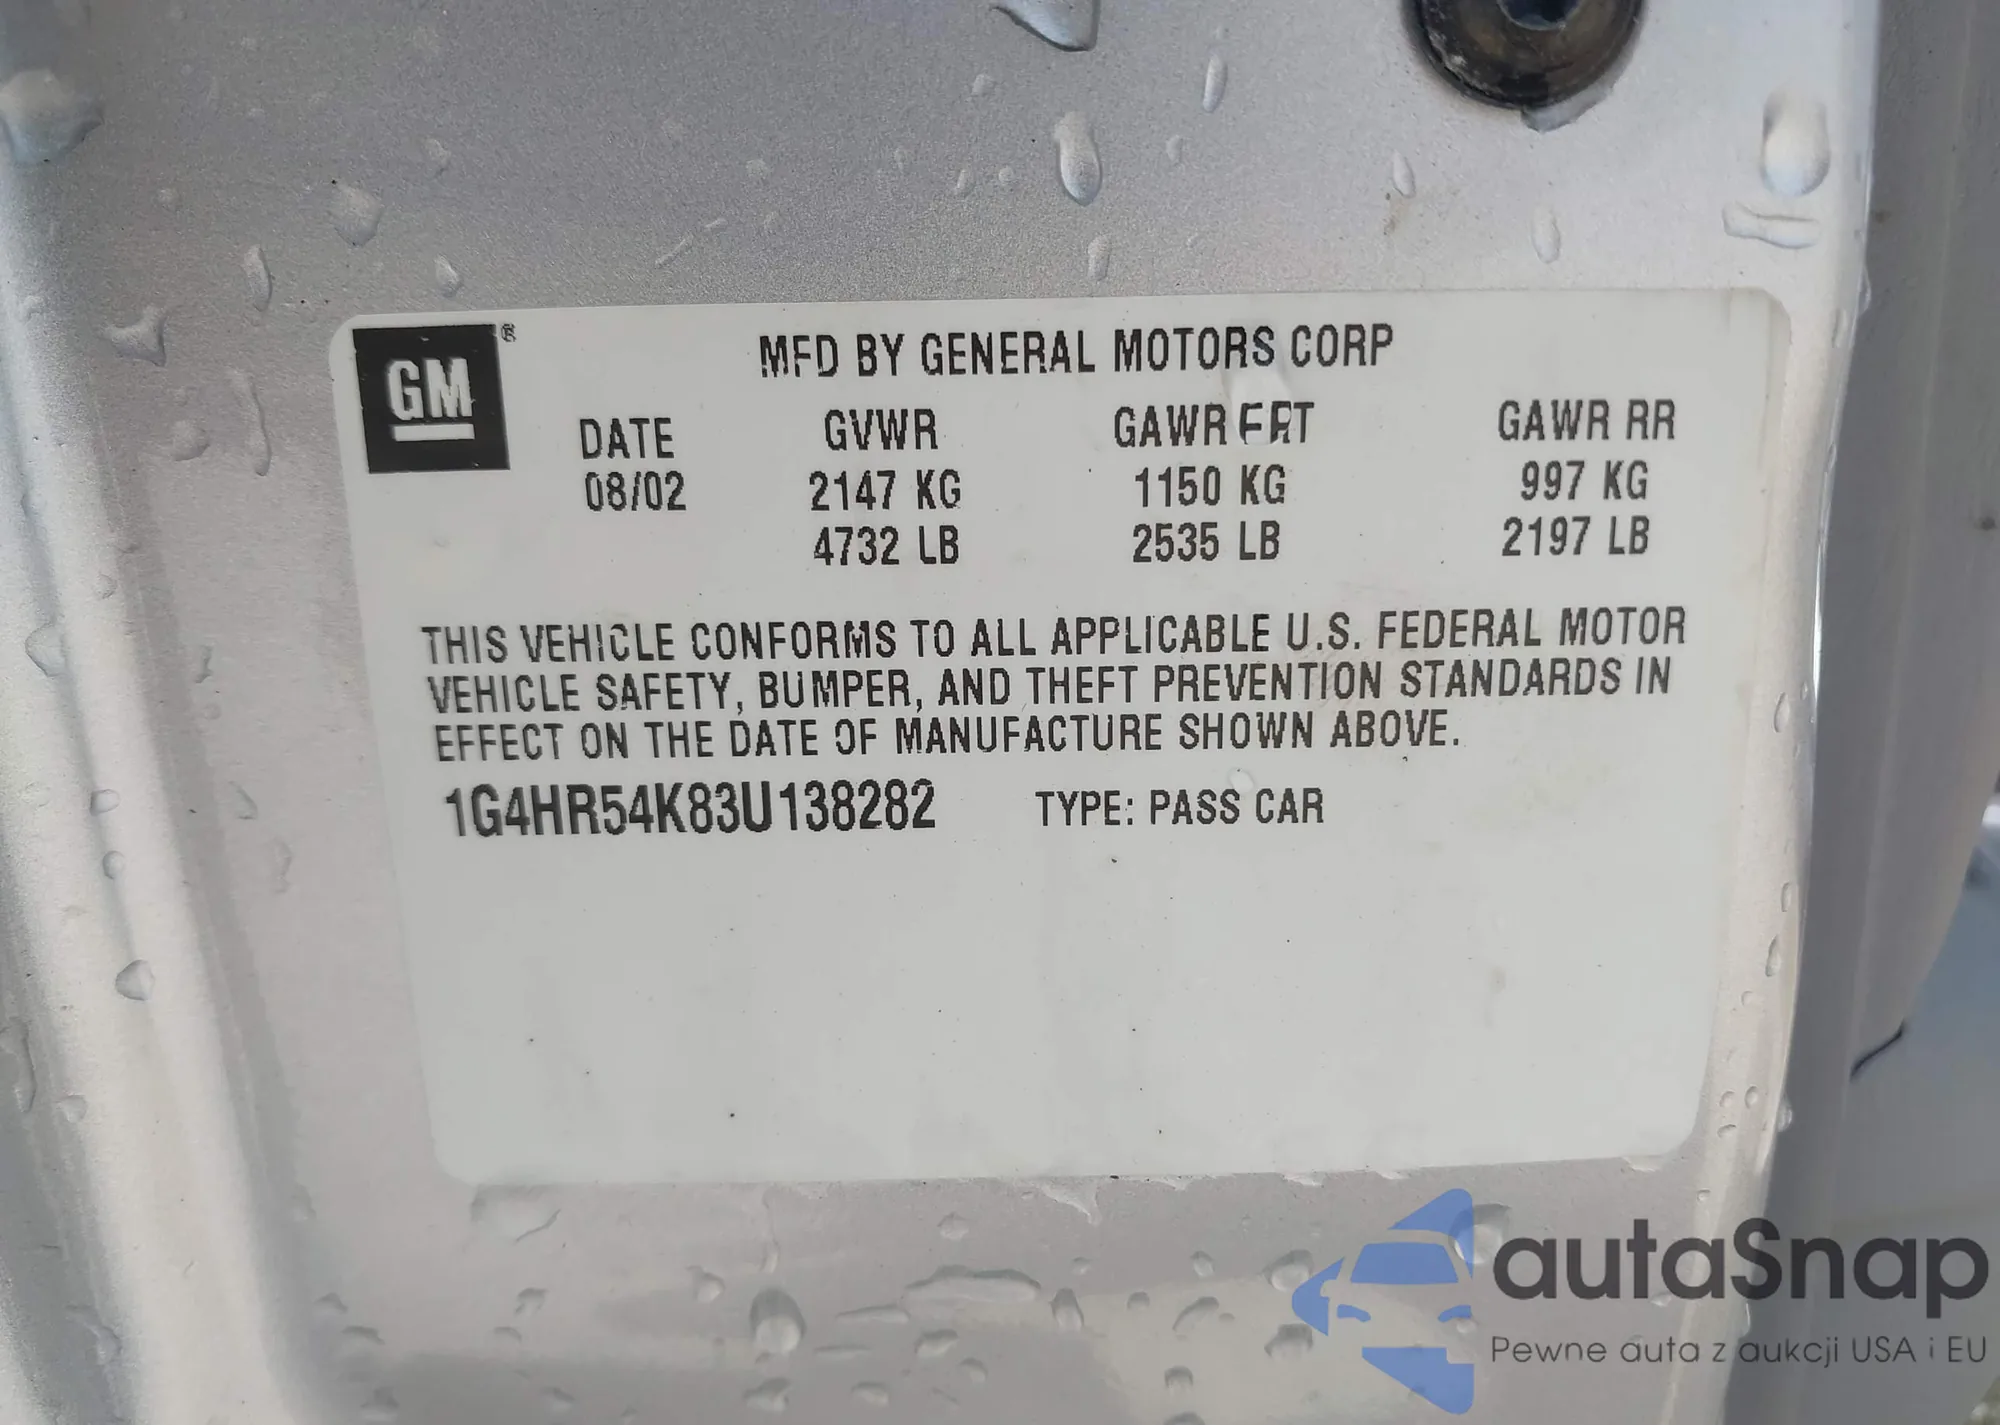 GM ®
MFD BY GENERAL MOTORS CORP
DATE GVWR GAWR FRT GAWR RR
08/02 2147 KG 1150 KG 997 KG
4732 LB 2535 LB 2197 LB
THIS VEHICLE CONFORMS TO ALL APPLICABLE U.S. FEDERAL MOTOR
VEHICLE SAFETY, BUMPER, AND THEFT PREVENTION STANDARDS IN
EFFECT ON THE DATE OF MANUFACTURE SHOWN ABOVE.
1G4HR54K83U138282 TYPE: PASS CAR
autaSnap
Pewne auta z aukcji USA i EU